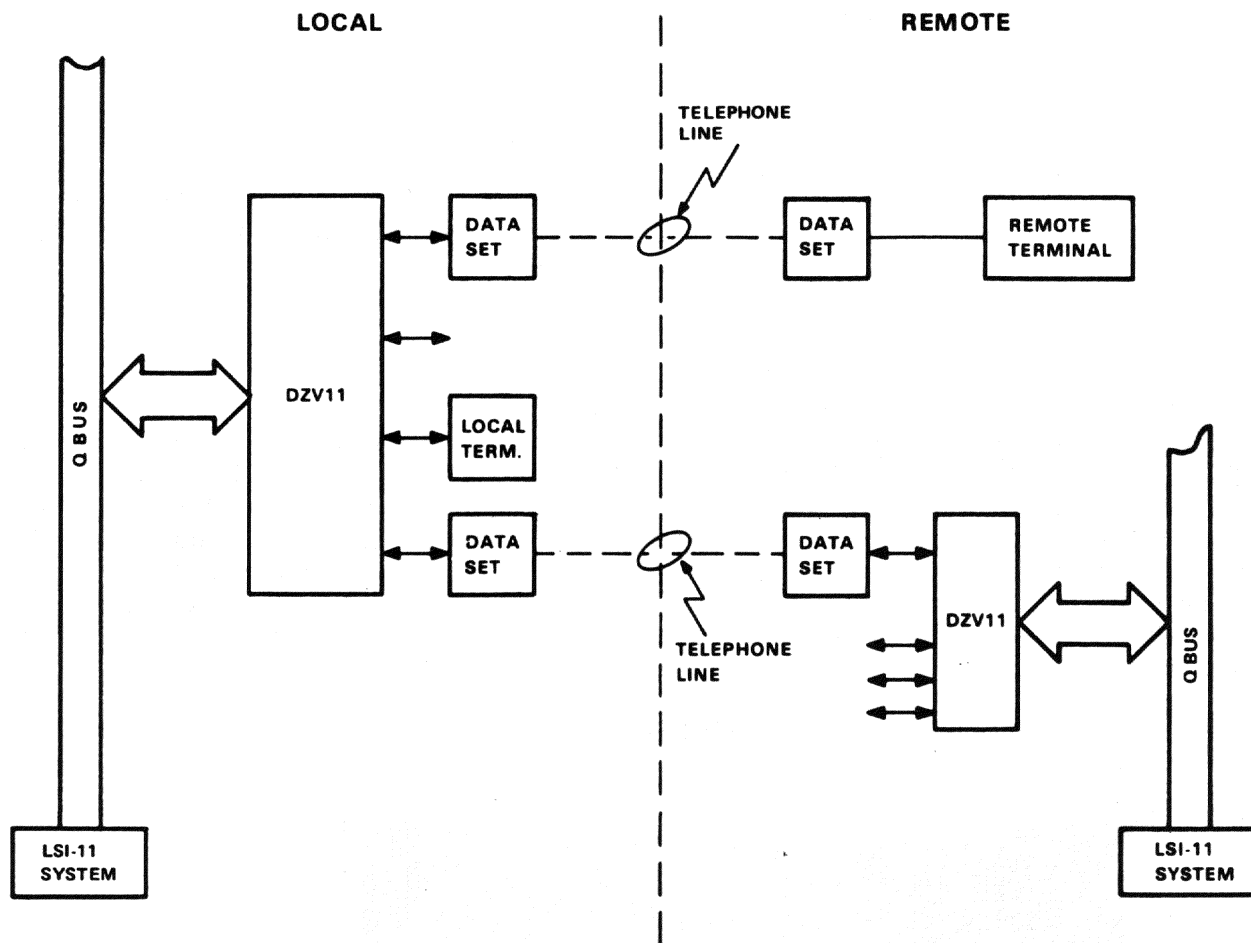 LOCAL
REMOTE
TELEPHONE
LINE
DATA
SET
DATA
SET
REMOTE
TERMINAL
DZV11
Q BUS
LOCAL
TERM.
DATA
SET
DATA
SET
DZV11
Q BUS
TELEPHONE
LINE
LSI-11
SYSTEM
LSI-11
SYSTEM